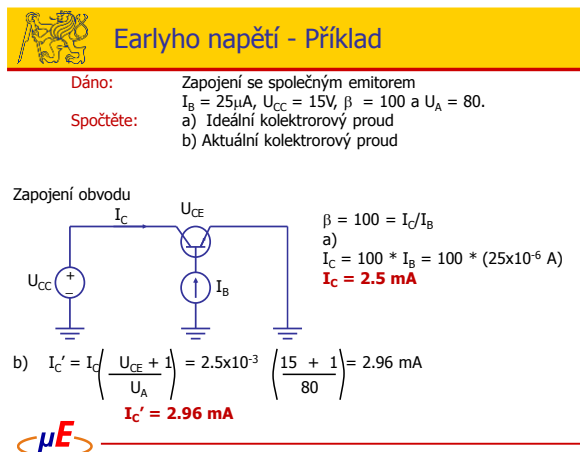 Earlyho napětí - Příklad
Dáno: Zapojení se společným emitorem
I_B = 25μA, U_CC = 15V, β = 100 a U_A = 80.
Spočtěte: a) Ideální kolektrorový proud
b) Aktuální kolektrorový proud
Zapojení obvodu
I_C
U_CE
U_CC
+
–
I_B
β = 100 = I_C/I_B
a)
I_C = 100 * I_B = 100 * (25x10^-6 A)
I_C = 2.5 mA
b) I_C' = I_C( U_CE + 1 ) = 2.5x10^-3 ( 15 + 1 ) = 2.96 mA
U_A 80
I_C' = 2.96 mA
μE